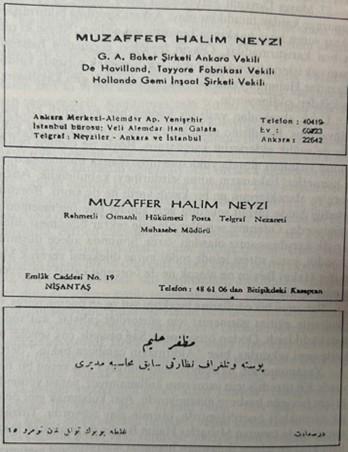 MUZAFFER HALİM NEYZİ
G. A. Baker Şirketi Ankara Vekili
De Havilland, Tayyare Fabrikası Vekili
Hollanda Gemi İnşaat Şirketi Vekili
Ankara Merkezi-Alemdar Ap. Yenişehir Telefon : 40419
İstanbul bürosu: Veli Alemdar Han Galata Ev :
Telgraf : Neyziler - Ankara ve İstanbul Ankara : 22642
MUZAFFER HALİM NEYZİ
Rahmetli Osmanlı Hükümeti Posta Telgraf Nezareti
Muhasebe Müdürü
Emlâk Caddesi No. 19
NİŞANTAŞ Telefon : 48 61 06 dan Bitişikdeki Kasaptan
مظفر حليم
پوسته وتلغراف نظارتی سابق محاسبه مدیری
درسعادت غلطه بویوک تونل خان نومرو ١٥